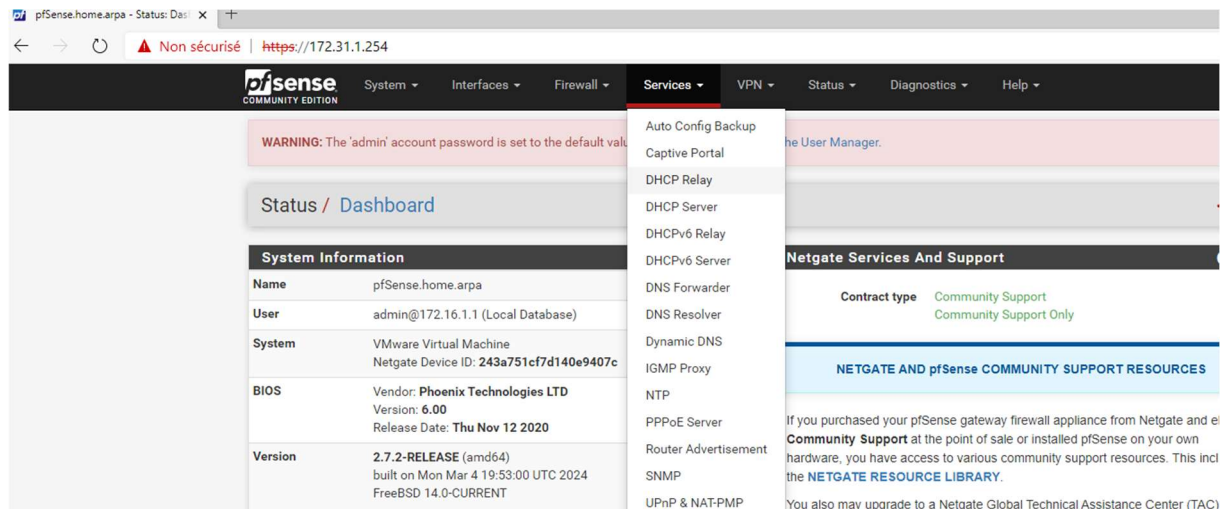 pfSense.home.arpa - Status: Das
Non sécurisé | https://172.31.1.254
pfsense
COMMUNITY EDITION
System
Interfaces
Firewall
Services
VPN
Status
Diagnostics
Help
WARNING: The 'admin' account password is set to the default valu
he User Manager.
Auto Config Backup
Captive Portal
DHCP Relay
DHCP Server
DHCPv6 Relay
DHCPv6 Server
DNS Forwarder
DNS Resolver
Dynamic DNS
IGMP Proxy
NTP
PPPoE Server
Router Advertisement
SNMP
UPnP & NAT-PMP
Status / Dashboard
System Information
Name pfSense.home.arpa
User admin@172.16.1.1 (Local Database)
System VMware Virtual Machine
Netgate Device ID: 243a751cf7d140e9407c
BIOS Vendor: Phoenix Technologies LTD
Version: 6.00
Release Date: Thu Nov 12 2020
Version 2.7.2-RELEASE (amd64)
built on Mon Mar 4 19:53:00 UTC 2024
FreeBSD 14.0-CURRENT
Netgate Services And Support
Contract type Community Support
Community Support Only
NETGATE AND pfSense COMMUNITY SUPPORT RESOURCES
If you purchased your pfSense gateway firewall appliance from Netgate and el
Community Support at the point of sale or installed pfSense on your own
hardware, you have access to various community support resources. This incl
the NETGATE RESOURCE LIBRARY.
You also may upgrade to a Netgate Global Technical Assistance Center (TAC)